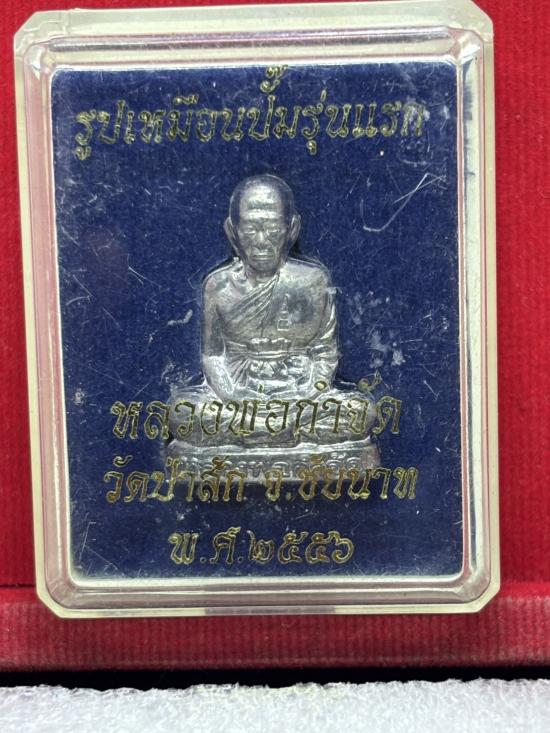 รูปเหมือนปั๊มรุ่นแรก
หลวงพ่อกำจัด
วัดป่าสัก จ.ชัยนาท
พ.ศ.๒๕๕๖